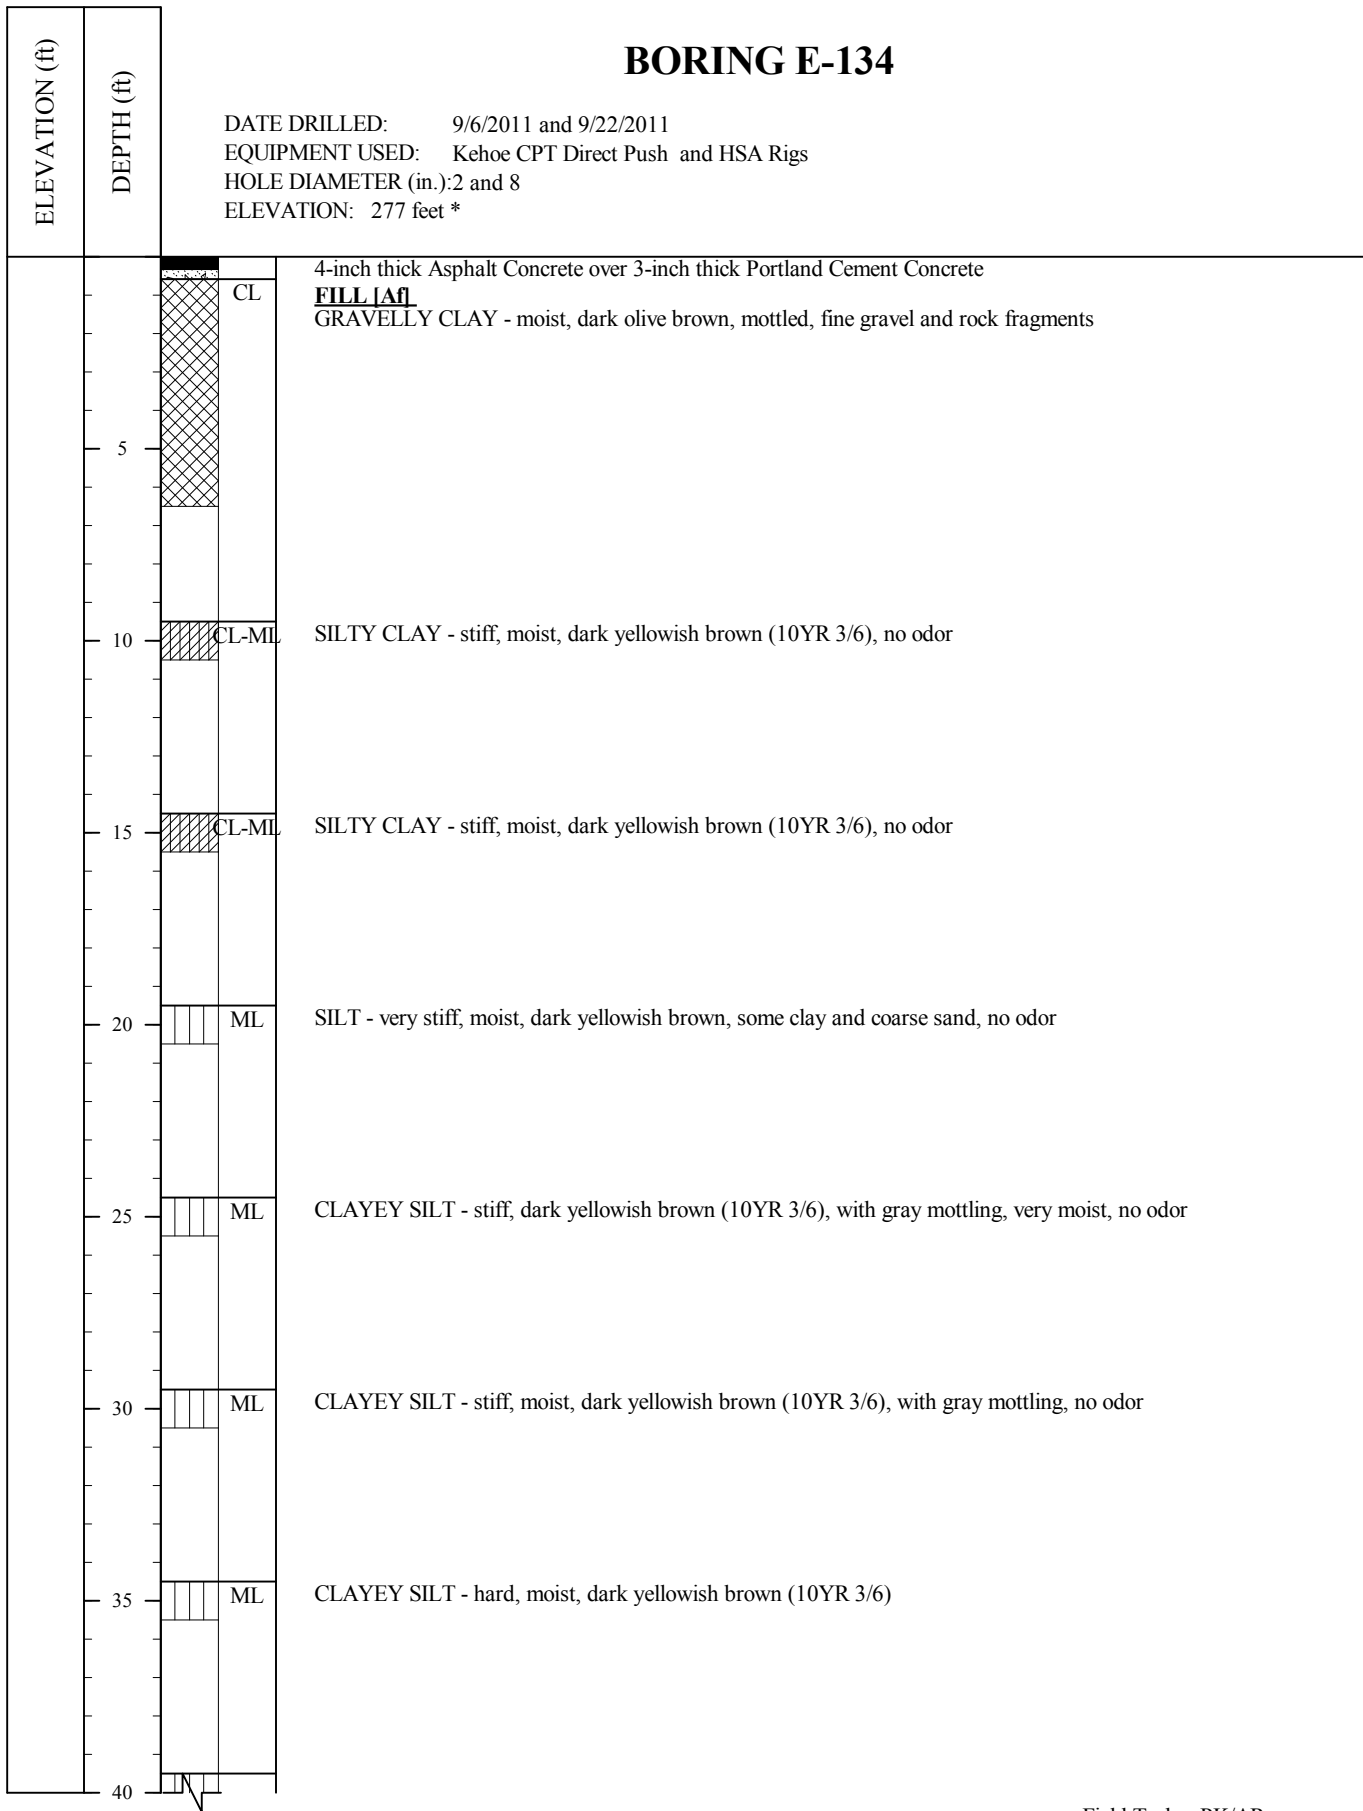 ELEVATION (ft)
DEPTH (ft)
BORING E-134
DATE DRILLED: 9/6/2011 and 9/22/2011
EQUIPMENT USED: Kehoe CPT Direct Push and HSA Rigs
HOLE DIAMETER (in.):2 and 8
ELEVATION: 277 feet *
4-inch thick Asphalt Concrete over 3-inch thick Portland Cement Concrete
CL FILL [Af]
GRAVELLY CLAY - moist, dark olive brown, mottled, fine gravel and rock fragments
5
10 CL-ML SILTY CLAY - stiff, moist, dark yellowish brown (10YR 3/6), no odor
15 CL-ML SILTY CLAY - stiff, moist, dark yellowish brown (10YR 3/6), no odor
20 ML SILT - very stiff, moist, dark yellowish brown, some clay and coarse sand, no odor
25 ML CLAYEY SILT - stiff, dark yellowish brown (10YR 3/6), with gray mottling, very moist, no odor
30 ML CLAYEY SILT - stiff, moist, dark yellowish brown (10YR 3/6), with gray mottling, no odor
35 ML CLAYEY SILT - hard, moist, dark yellowish brown (10YR 3/6)
40